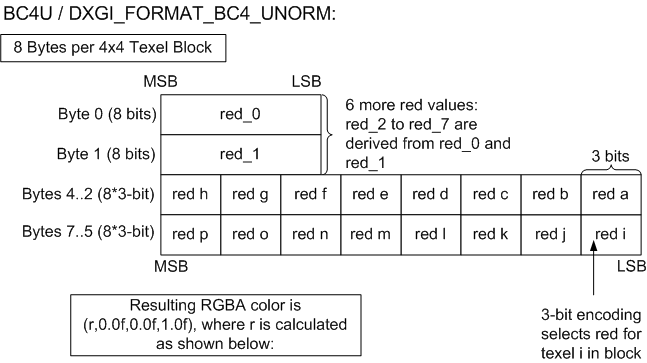 BC4U / DXGI_FORMAT_BC4_UNORM:
8 Bytes per 4x4 Texel Block
MSB LSB
Byte 0 (8 bits) red_0
Byte 1 (8 bits) red_1
6 more red values:
red_2 to red_7 are
derived from red_0 and
red_1
3 bits
Bytes 4..2 (8*3-bit) red h red g red f red e red d red c red b red a
Bytes 7..5 (8*3-bit) red p red o red n red m red l red k red j red i
MSB LSB
Resulting RGBA color is
(r,0.0f,0.0f,1.0f), where r is calculated
as shown below:
3-bit encoding
selects red for
texel i in block